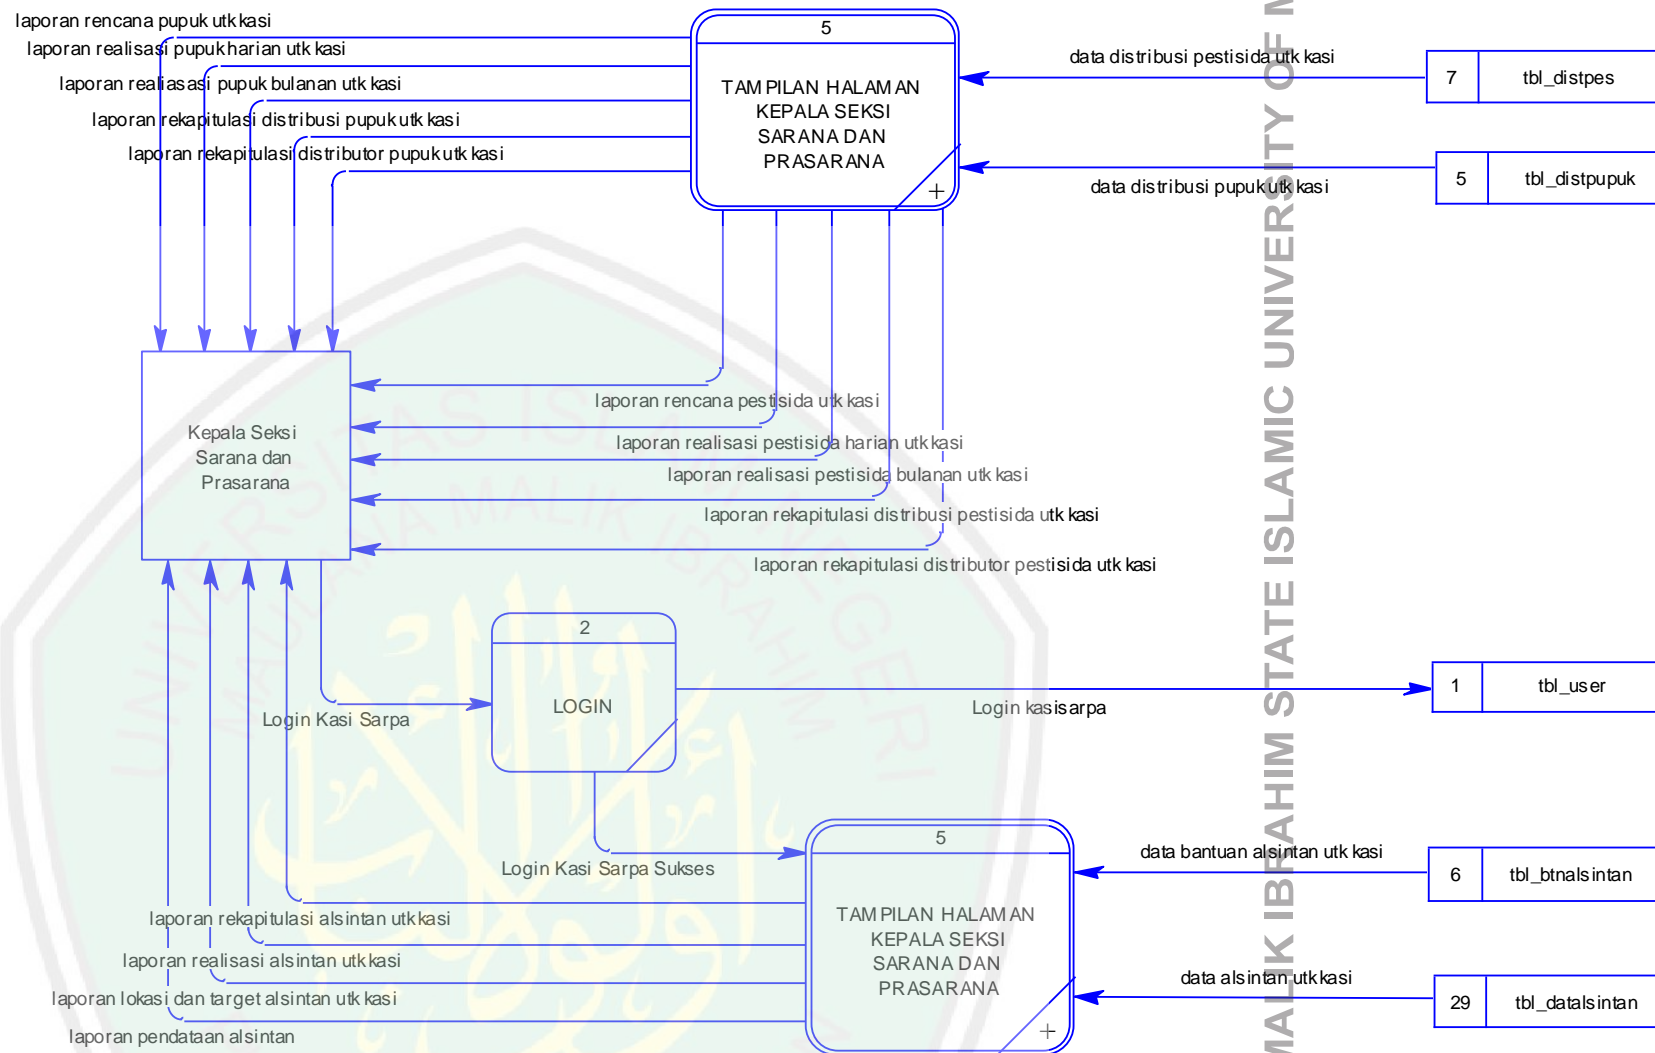 laporan rencana pupuk utk kasi
laporan realisasi pupuk harian utk kasi
laporan realiasasi pupuk bulanan utk kasi
laporan rekapitulasi distribusi pupuk utk kasi
laporan rekapitulasi distributor pupuk utk kasi
5
TAMPILAN HALAMAN
KEPALA SEKSI
SARANA DAN
PRASARANA
+
data distribusi pestisida utk kasi
7 tbl_distpes
data distribusi pupuk utk kasi
5 tbl_distpupuk
Kepala Seksi
Sarana dan
Prasarana
laporan rencana pestisida utk kasi
laporan realisasi pestisida harian utk kasi
laporan realisasi pestisida bulanan utk kasi
laporan rekapitulasi distribusi pestisida utk kasi
laporan rekapitulasi distributor pestisida utk kasi
2
LOGIN
Login Kasi Sarpa
Login kasisarpa
1 tbl_user
Login Kasi Sarpa Sukses
5
TAMPILAN HALAMAN
KEPALA SEKSI
SARANA DAN
PRASARANA
+
data bantuan alsintan utk kasi
6 tbl_btnalsintan
data alsintan utk kasi
29 tbl_datalsintan
laporan rekapitulasi alsintan utk kasi
laporan realisasi alsintan utk kasi
laporan lokasi dan target alsintan utk kasi
laporan pendataan alsintan
UNIVERSITAS ISLAM NEGERI
MAULANA MALIK IBRAHIM
MALIK IBRAHIM STATE ISLAMIC UNIVERSITY OF